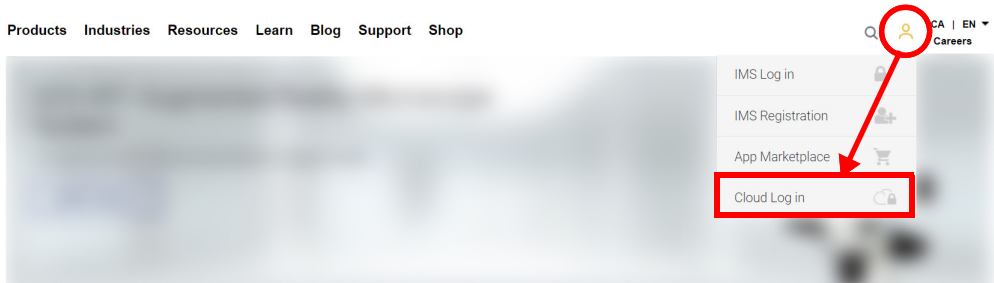 Products Industries Resources Learn Blog Support Shop
CA | EN
Careers
IMS Log in
IMS Registration
App Marketplace
Cloud Log in